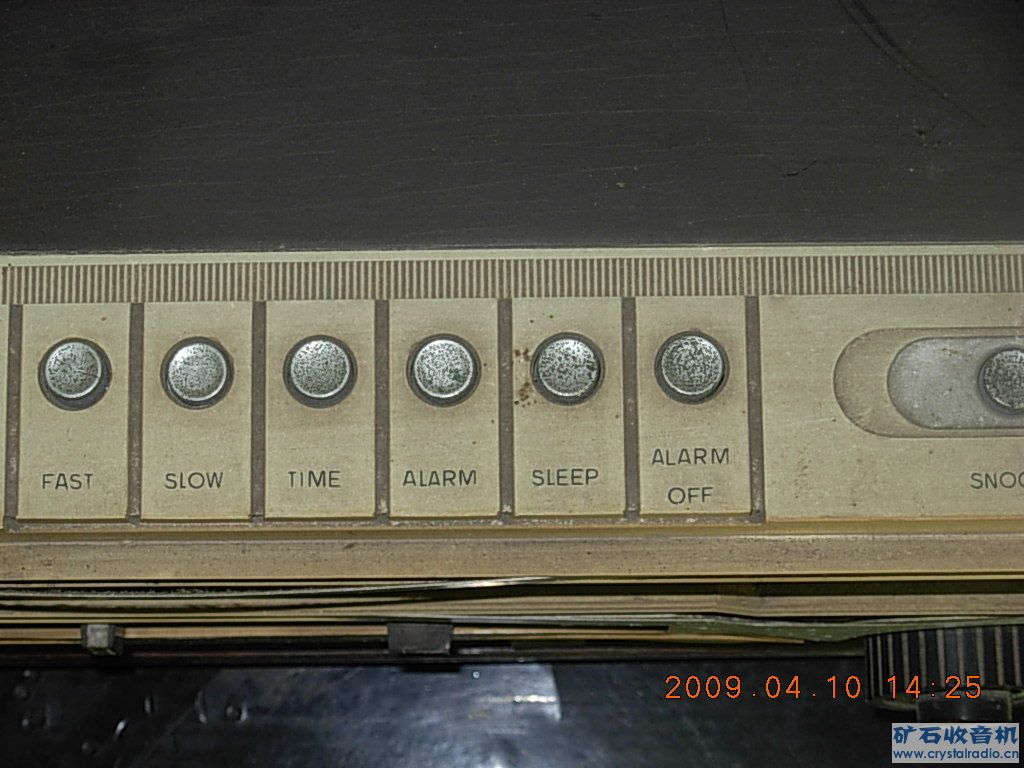 FAST SLOW TIME ALARM SLEEP ALARM OFF SNOO
2009.04.10 14:25
矿石收音机
www.crystalradio.cn